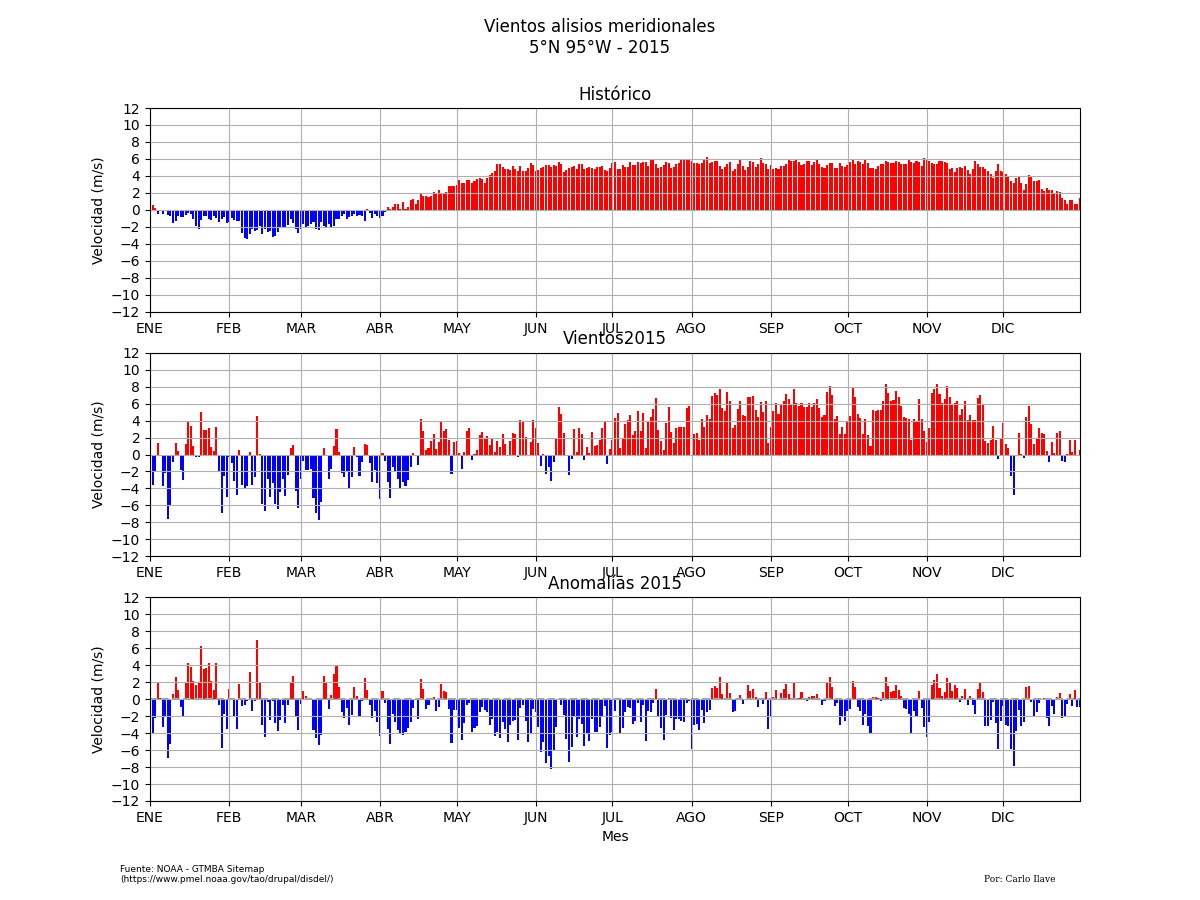 Vientos alisios meridionales
5°N 95°W - 2015
Histórico
12
10
8
6
4
2
0
−2
−4
−6
−8
−10
−12
Velocidad (m/s)
ENE FEB MAR ABR MAY JUN JUL AGO SEP OCT NOV DIC
Vientos2015
12
10
8
6
4
2
0
−2
−4
−6
−8
−10
−12
Velocidad (m/s)
ENE FEB MAR ABR MAY JUN JUL AGO SEP OCT NOV DIC
Anomalías 2015
12
10
8
6
4
2
0
−2
−4
−6
−8
−10
−12
Velocidad (m/s)
ENE FEB MAR ABR MAY JUN JUL AGO SEP OCT NOV DIC
Mes
Fuente: NOAA - GTMBA Sitemap
(https://www.pmel.noaa.gov/tao/drupal/disdel/)
Por: Carlo Ilave